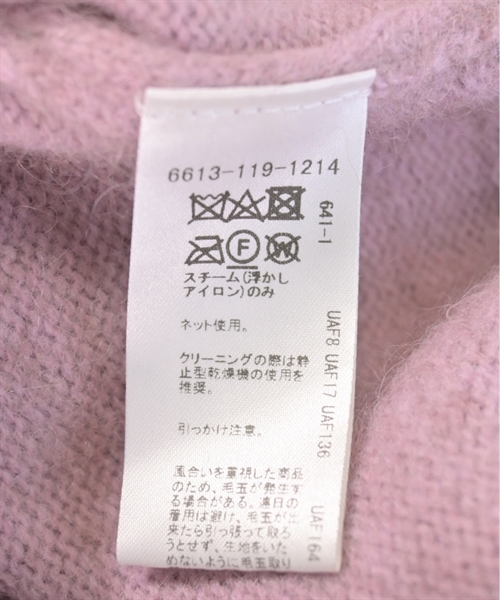 6613-119-1214
F
W
スチーム(浮かし
アイロン)のみ
ネット使用。
クリーニングの際は静
止型乾燥機の使用を
推奨。
引っかけ注意。
風合いを重視した商品
のため、毛玉が発生す
る場合がある。連日の
着用は避け、毛玉が出
来たら引っ張って取ろ
うとせず、生地をいた
めないように毛玉取り
641-1
UAF8 UAF17 UAF136
UAF164